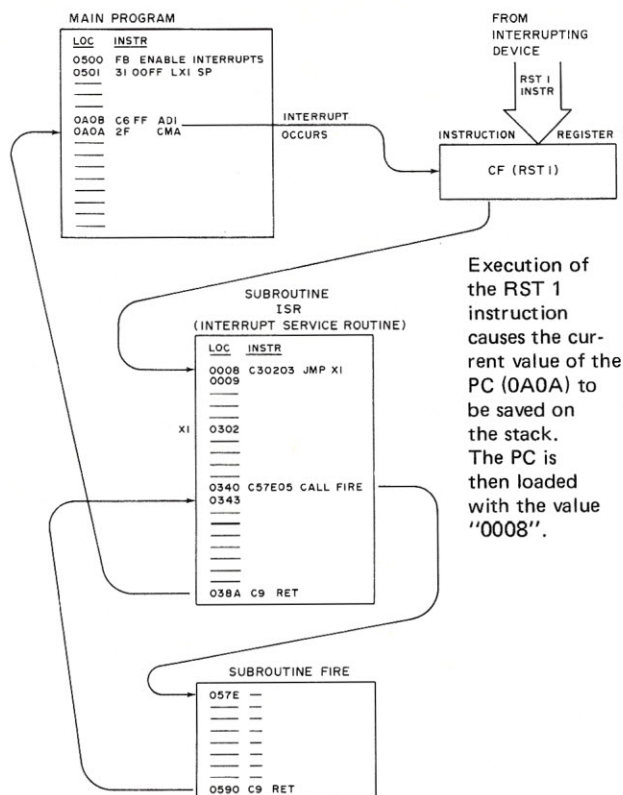 MAIN PROGRAM
LOC INSTR
0500 FB ENABLE INTERRUPTS
0501 31 00FF LXI SP
0A0B C6 FF ADI
0A0A 2F CMA
INTERRUPT
OCCURS
FROM
INTERRUPTING
DEVICE
RST I
INSTR
INSTRUCTION REGISTER
CF (RST I)
Execution of
the RST 1
instruction
causes the cur-
rent value of the
PC (0A0A) to
be saved on
the stack.
The PC is
then loaded
with the value
"0008".
SUBROUTINE
ISR
(INTERRUPT SERVICE ROUTINE)
LOC INSTR
0008 C30203 JMP XI
0009
XI 0302
0340 C57E05 CALL FIRE
0343
038A C9 RET
SUBROUTINE FIRE
057E
0590 C9 RET